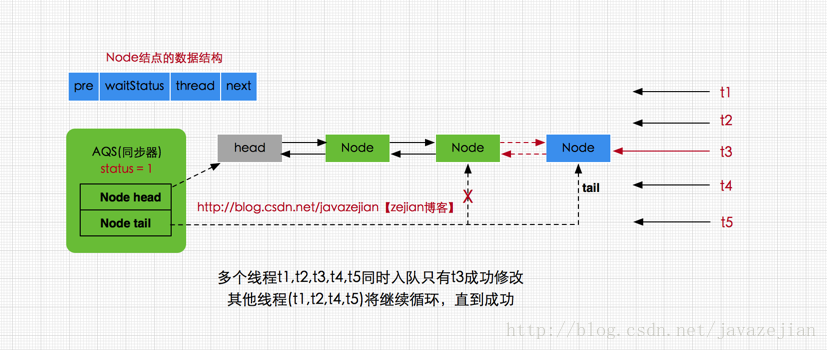 Node结点的数据结构
pre waitStatus thread next
t1
t2
AQS(同步器)
status = 1
head Node Node Node
t3
tail
t4
Node head
http://blog.csdn.net/javazejian【zejian博客】
X
Node tail
t5
多个线程t1,t2,t3,t4,t5同时入队只有t3成功修改
其他线程(t1,t2,t4,t5)将继续循环，直到成功
http://blog.csdn.net/javazejian